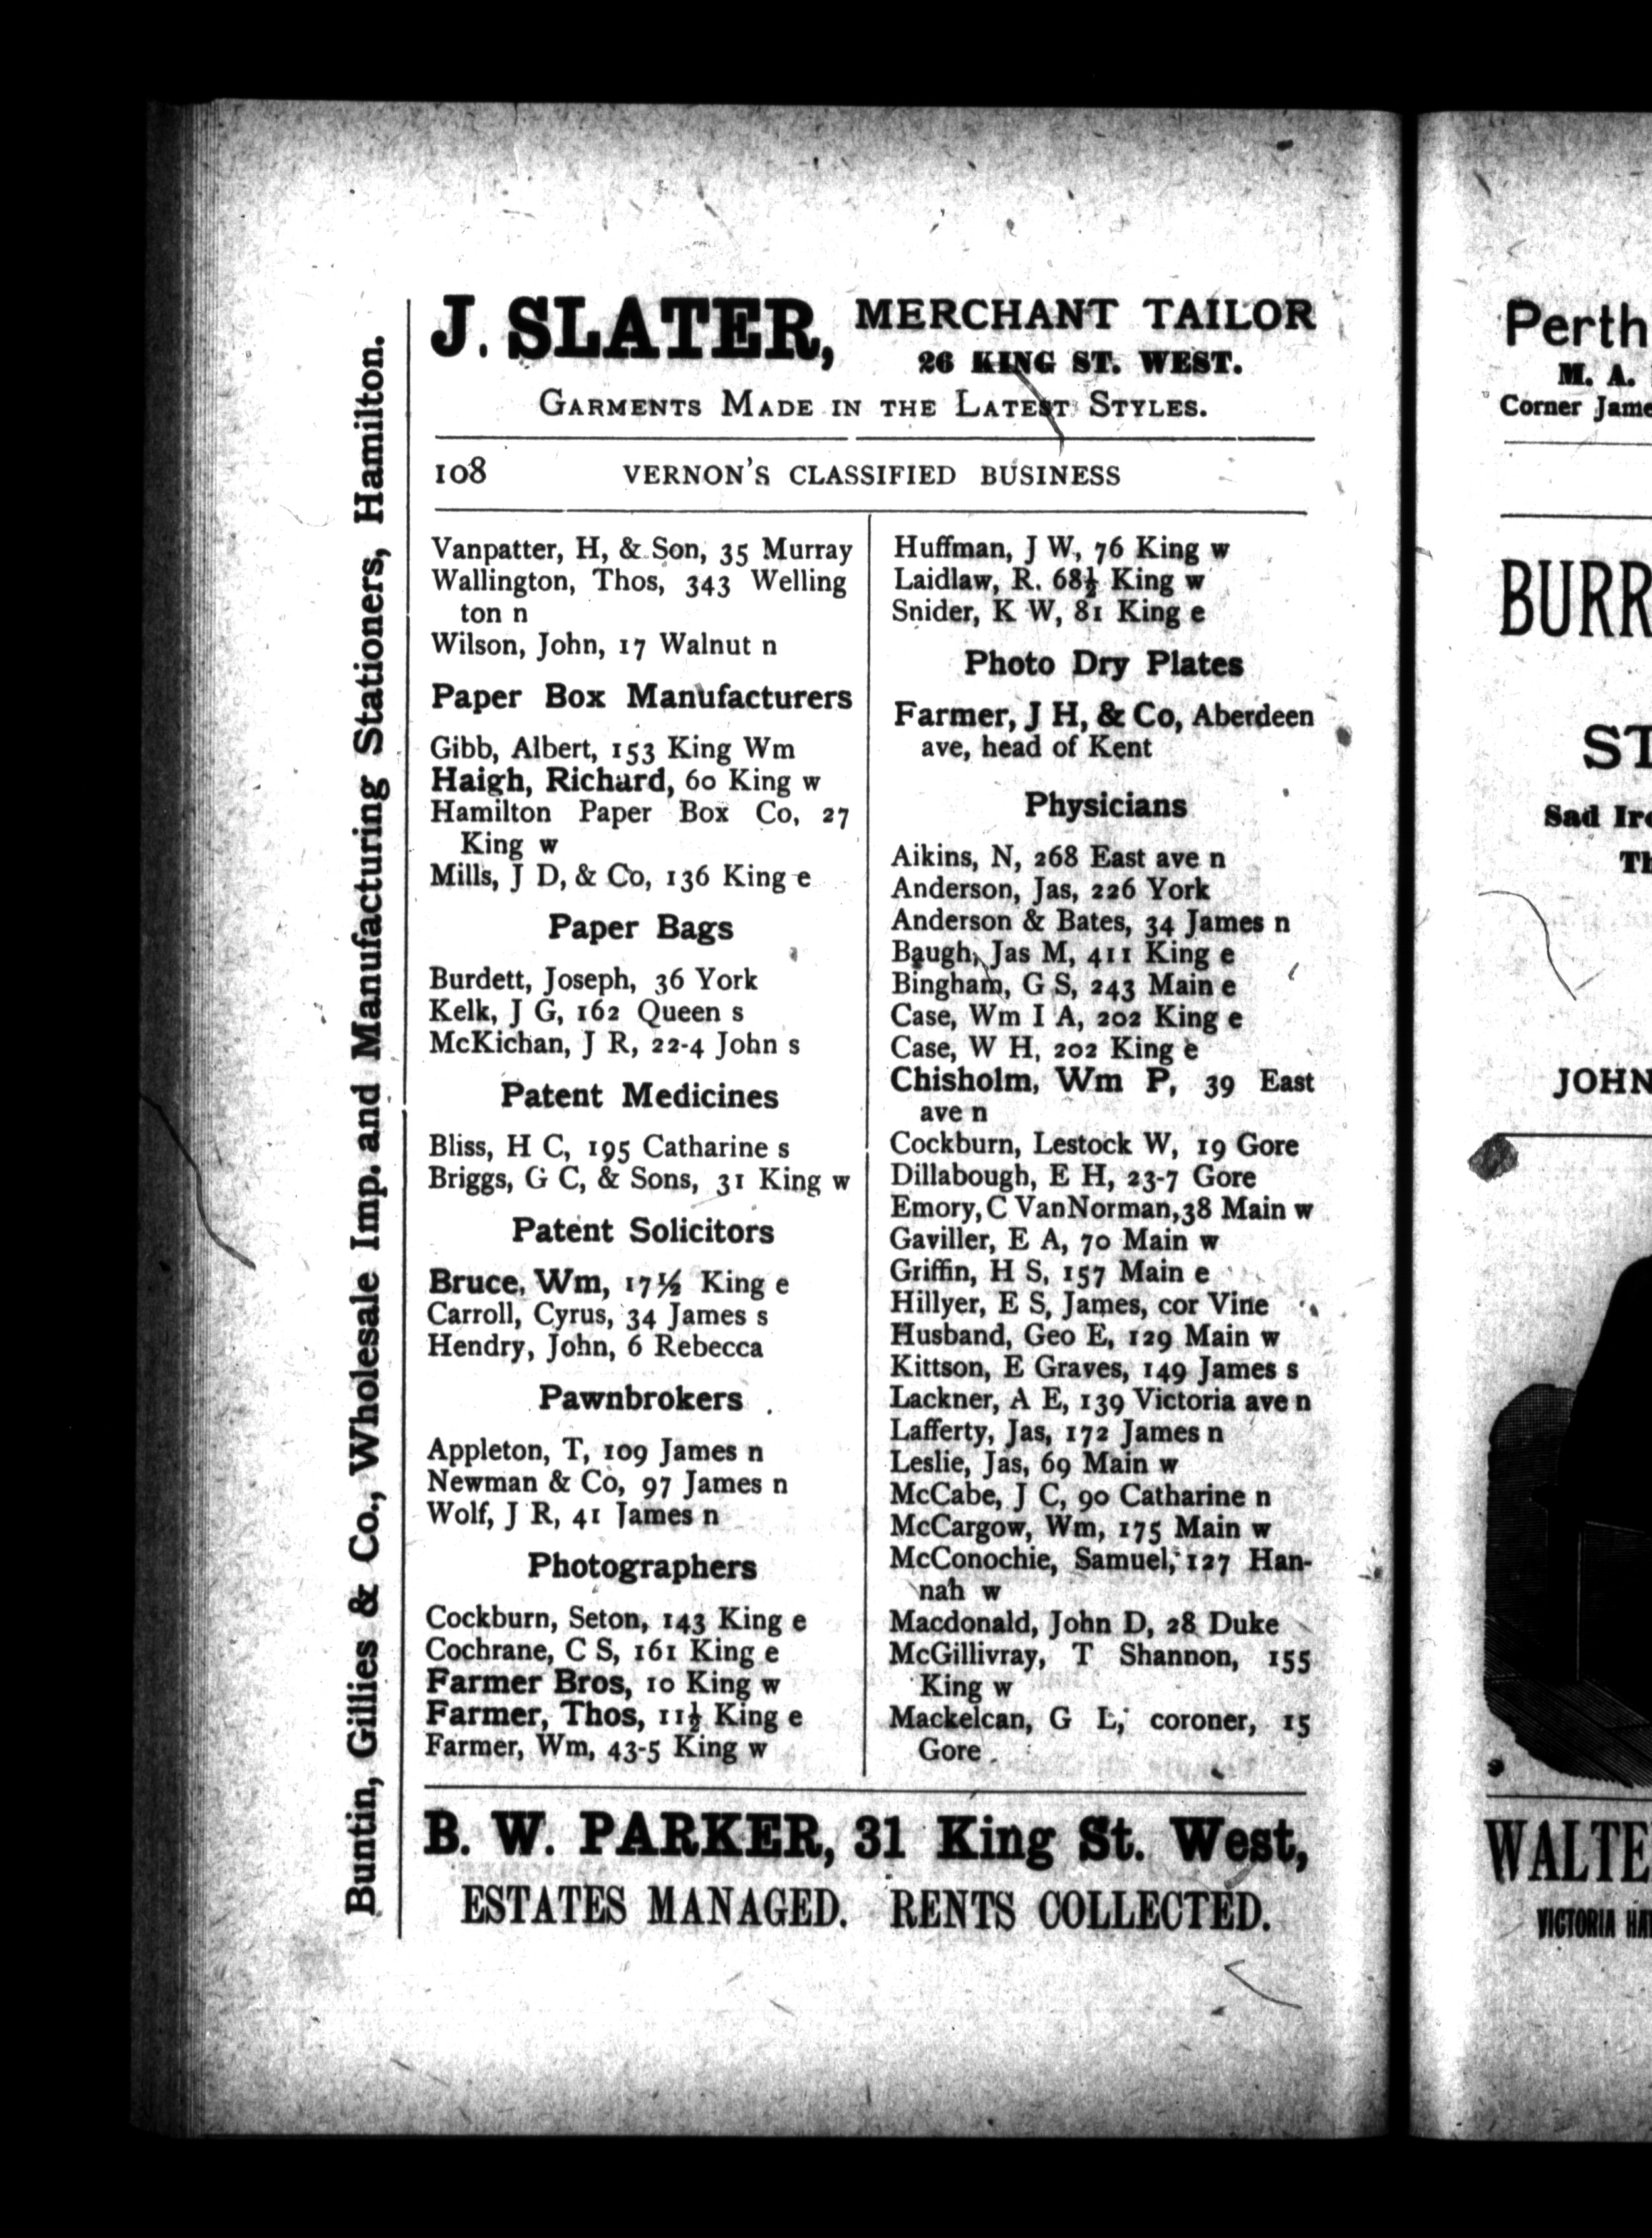 J. SLATER, MERCHANT TAILOR
26 KING ST. WEST.
GARMENTS MADE IN THE LATEST STYLES.
108 VERNON'S CLASSIFIED BUSINESS
Vanpatter, H, & Son, 35 Murray
Wallington, Thos, 343 Welling
ton n
Wilson, John, 17 Walnut n
Paper Box Manufacturers
Gibb, Albert, 153 King Wm
Haigh, Richard, 60 King w
Hamilton Paper Box Co, 27
King w
Mills, J D, & Co, 136 King e
Paper Bags
Burdett, Joseph, 36 York
Kelk, J G, 162 Queen s
McKichan, J R, 22-4 John s
Patent Medicines
Bliss, H C, 195 Catharine s
Briggs, G C, & Sons, 31 King w
Patent Solicitors
Bruce, Wm, 17½ King e
Carroll, Cyrus, 34 James s
Hendry, John, 6 Rebecca
Pawnbrokers
Appleton, T, 109 James n
Newman & Co, 97 James n
Wolf, J R, 41 James n
Photographers
Cockburn, Seton, 143 King e
Cochrane, C S, 161 King e
Farmer Bros, 10 King w
Farmer, Thos, 11½ King e
Farmer, Wm, 43-5 King w
Huffman, J W, 76 King w
Laidlaw, R. 68½ King w
Snider, K W, 81 King e
Photo Dry Plates
Farmer, J H, & Co, Aberdeen
ave, head of Kent
Physicians
Aikins, N, 268 East ave n
Anderson, Jas, 226 York
Anderson & Bates, 34 James n
Baugh, Jas M, 411 King e
Bingham, G S, 243 Main e
Case, Wm I A, 202 King e
Case, W H, 202 King e
Chisholm, Wm P, 39 East
ave n
Cockburn, Lestock W, 19 Gore
Dillabough, E H, 23-7 Gore
Emory, C VanNorman, 38 Main w
Gaviller, E A, 70 Main w
Griffin, H S, 157 Main e
Hillyer, E S, James, cor Vine
Husband, Geo E, 129 Main w
Kittson, E Graves, 149 James s
Lackner, A E, 139 Victoria ave n
Lafferty, Jas, 172 James n
Leslie, Jas, 69 Main w
McCabe, J C, 90 Catharine n
McCargow, Wm, 175 Main w
McConochie, Samuel, 127 Han-
nah w
Macdonald, John D, 28 Duke
McGillivray, T Shannon, 155
King w
Mackelcan, G L, coroner, 15
Gore
B. W. PARKER, 31 King St. West,
ESTATES MANAGED. RENTS COLLECTED.
Buntin, Gillies & Co., Wholesale Imp. and Manufacturing Stationers, Hamilton.
Perth
M. A.
Corner Jame
BURR
ST
Sad Iro
Th
JOHN
WALTE
VICTORIA HA